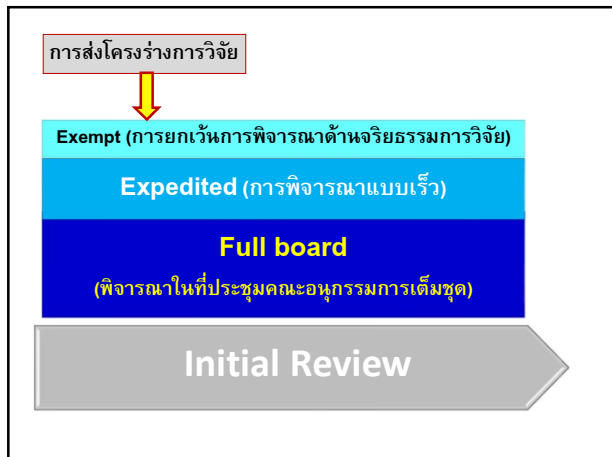 การส่งโครงร่างการวิจัย
Exempt (การยกเว้นการพิจารณาด้านจริยธรรมการวิจัย)
Expedited (การพิจารณาแบบเร็ว)
Full board
(พิจารณาในที่ประชุมคณะอนุกรรมการเต็มชุด)
Initial Review